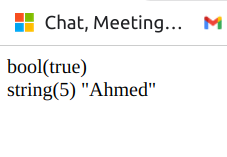 Chat, Meeting...
bool(true)
string(5) "Ahmed"